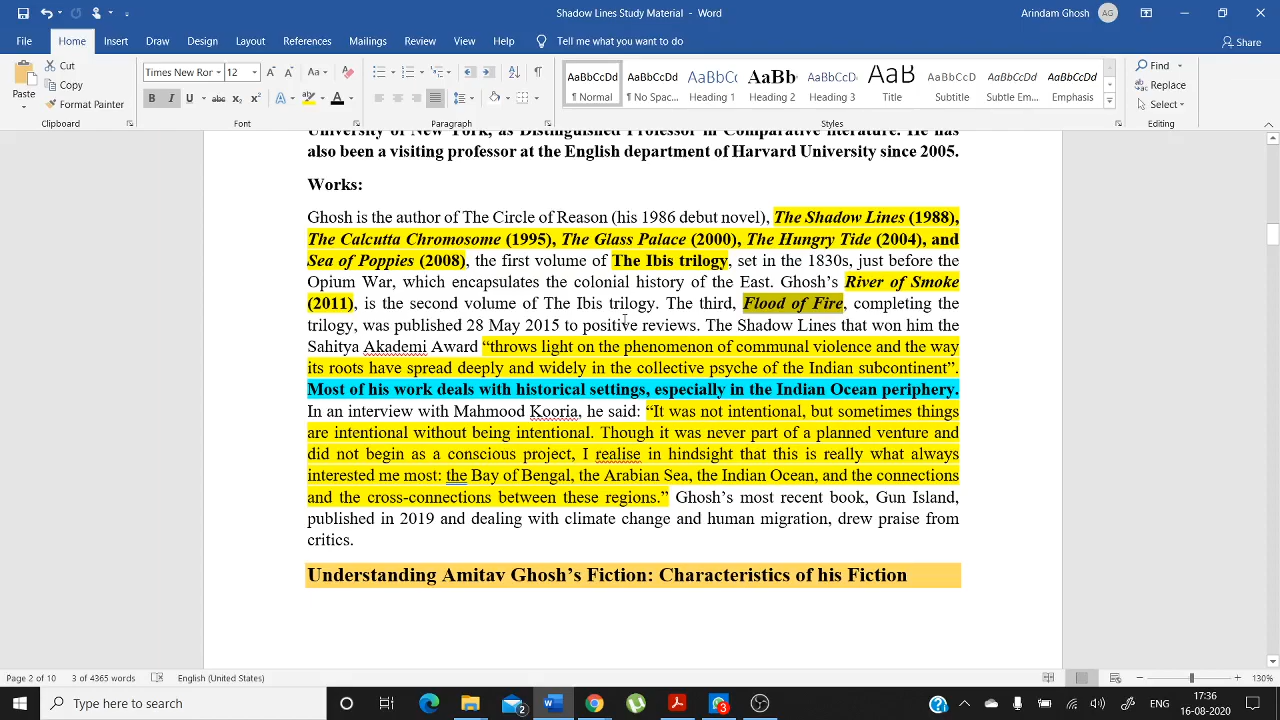 Shadow Lines Study Material - Word
Arindam Ghosh AG
File Home Insert Draw Design Layout References Mailings Review View Help Tell me what you want to do Share
Paste Cut Copy Format Painter
Times New Ror 12
AaBbCcDd AaBbCcDd AaBbCc AaBb AaBbCcD AaB AaBbCcD AaBbCcDd AaBbCcDd
¶ Normal ¶ No Spac... Heading 1 Heading 2 Heading 3 Title Subtitle Subtle Em... Emphasis
Find Replace Select
Clipboard Font Paragraph Styles Editing
University of New York, as Distinguished Professor in Comparative literature. He has
also been a visiting professor at the English department of Harvard University since 2005.
Works:
Ghosh is the author of The Circle of Reason (his 1986 debut novel), The Shadow Lines (1988),
The Calcutta Chromosome (1995), The Glass Palace (2000), The Hungry Tide (2004), and
Sea of Poppies (2008), the first volume of The Ibis trilogy, set in the 1830s, just before the
Opium War, which encapsulates the colonial history of the East. Ghosh’s River of Smoke
(2011), is the second volume of The Ibis trilogy. The third, Flood of Fire, completing the
trilogy, was published 28 May 2015 to positive reviews. The Shadow Lines that won him the
Sahitya Akademi Award “throws light on the phenomenon of communal violence and the way
its roots have spread deeply and widely in the collective psyche of the Indian subcontinent”.
Most of his work deals with historical settings, especially in the Indian Ocean periphery.
In an interview with Mahmood Kooria, he said: “It was not intentional, but sometimes things
are intentional without being intentional. Though it was never part of a planned venture and
did not begin as a conscious project, I realise in hindsight that this is really what always
interested me most: the Bay of Bengal, the Arabian Sea, the Indian Ocean, and the connections
and the cross-connections between these regions.” Ghosh’s most recent book, Gun Island,
published in 2019 and dealing with climate change and human migration, drew praise from
critics.
Understanding Amitav Ghosh’s Fiction: Characteristics of his Fiction
Page 2 of 10 3 of 4365 words English (United States) 130%
Type here to search
17:36
16-08-2020